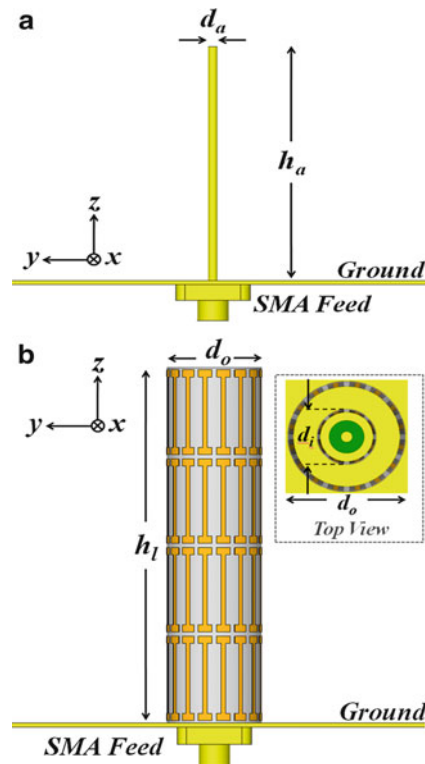 a
d_a
h_a
z
y
x
Ground
SMA Feed
b
d_o
z
y
x
h_l
d_i
d_o
Top View
Ground
SMA Feed